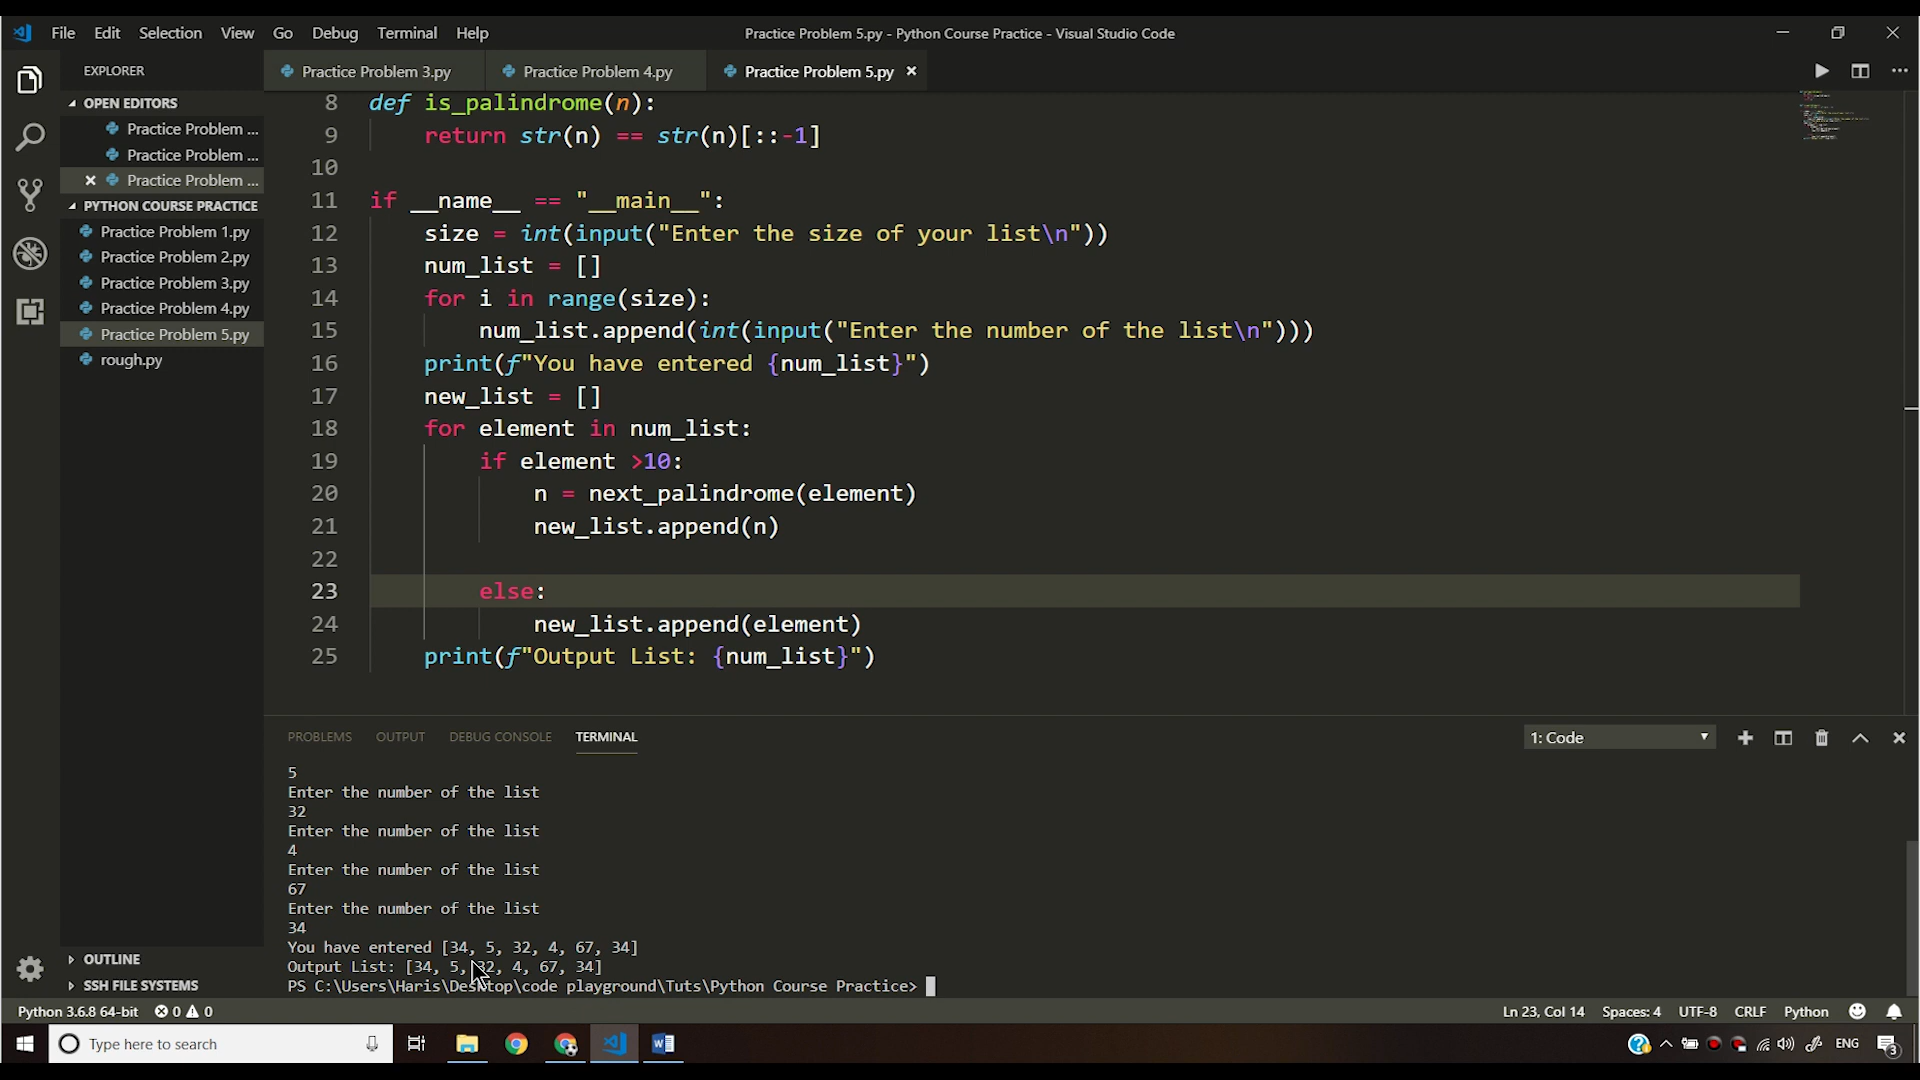 File Edit Selection View Go Debug Terminal Help
Practice Problem 5.py - Python Course Practice - Visual Studio Code
EXPLORER
Practice Problem 3.py
Practice Problem 4.py
Practice Problem 5.py
OPEN EDITORS
Practice Problem ...
Practice Problem ...
Practice Problem ...
PYTHON COURSE PRACTICE
Practice Problem 1.py
Practice Problem 2.py
Practice Problem 3.py
Practice Problem 4.py
Practice Problem 5.py
rough.py
OUTLINE
SSH FILE SYSTEMS
8 def is_palindrome(n):
9 return str(n) == str(n)[::-1]
10
11 if __name__ == "__main__":
12 size = int(input("Enter the size of your list\n"))
13 num_list = []
14 for i in range(size):
15 num_list.append(int(input("Enter the number of the list\n")))
16 print(f"You have entered {num_list}")
17 new_list = []
18 for element in num_list:
19 if element >10:
20 n = next_palindrome(element)
21 new_list.append(n)
22
23 else:
24 new_list.append(element)
25 print(f"Output List: {num_list}")
PROBLEMS OUTPUT DEBUG CONSOLE TERMINAL
1: Code
5
Enter the number of the list
32
Enter the number of the list
4
Enter the number of the list
67
Enter the number of the list
34
You have entered [34, 5, 32, 4, 67, 34]
Output List: [34, 5, 32, 4, 67, 34]
PS C:\Users\Haris\Desktop\code playground\Tuts\Python Course Practice>
Python 3.6.8 64-bit 0 0
Ln 23, Col 14 Spaces: 4 UTF-8 CRLF Python
Type here to search
ENG
3